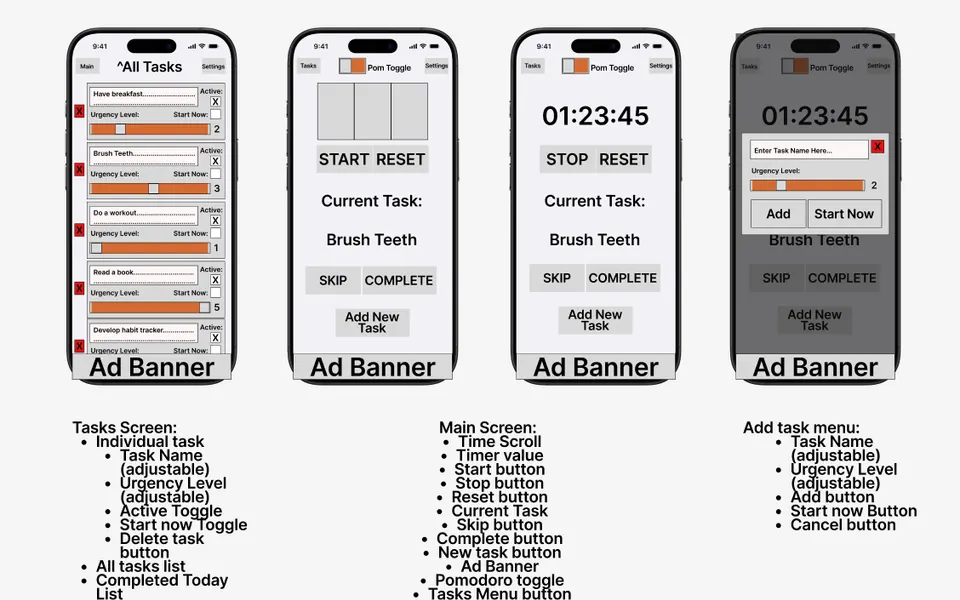 9:41
Main
^All Tasks
Settings
Have breakfast
Active:
X
X
Urgency Level:
Start Now:
2
Brush Teeth
Active:
X
X
Urgency Level:
Start Now:
3
Do a workout
Active:
X
X
Urgency Level:
Start Now:
1
Read a book
Active:
X
X
Urgency Level:
Start Now:
5
Develop habit tracker
Active:
X
X
Urgency Level:
Start Now:
Ad Banner
9:41
Tasks
Pom Toggle
Settings
START RESET
Current Task:
Brush Teeth
SKIP COMPLETE
Add New
Task
Ad Banner
9:41
Tasks
Pom Toggle
Settings
01:23:45
STOP RESET
Current Task:
Brush Teeth
SKIP COMPLETE
Add New
Task
Ad Banner
9:41
Tasks
Pom Toggle
Settings
01:23:45
Enter Task Name Here...
X
Urgency Level:
2
Add Start Now
Brush Teeth
SKIP COMPLETE
Add New
Task
Ad Banner
Tasks Screen:
• Individual task
• Task Name
(adjustable)
• Urgency Level
(adjustable)
• Active Toggle
• Start now Toggle
• Delete task
button
• All tasks list
• Completed Today
List
Main Screen:
• Time Scroll
• Timer value
• Start button
• Stop button
• Reset button
• Current Task
• Skip button
• Complete button
• New task button
• Ad Banner
• Pomodoro toggle
• Tasks Menu button
Add task menu:
• Task Name
(adjustable)
• Urgency Level
(adjustable)
• Add button
• Start now Button
• Cancel button